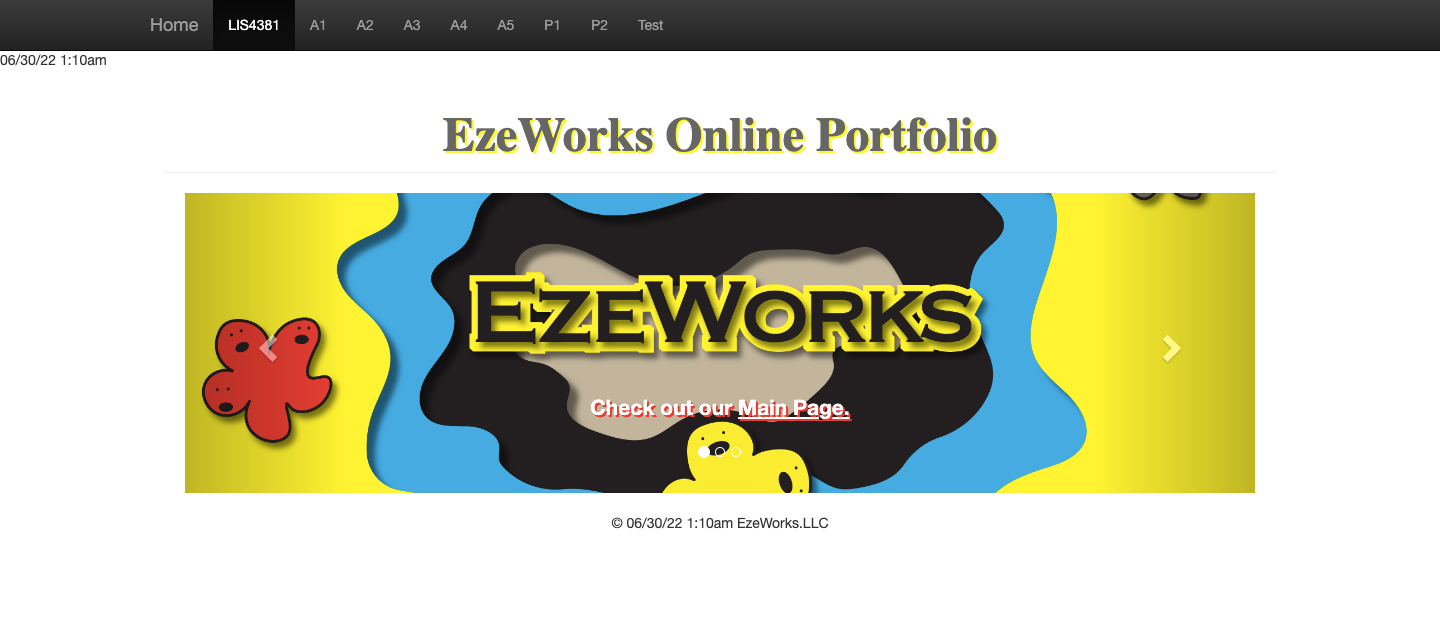 Home LIS4381 A1 A2 A3 A4 A5 P1 P2 Test
06/30/22 1:10am
EzeWorks Online Portfolio
EZEWORKS
Check out our Main Page.
© 06/30/22 1:10am EzeWorks.LLC